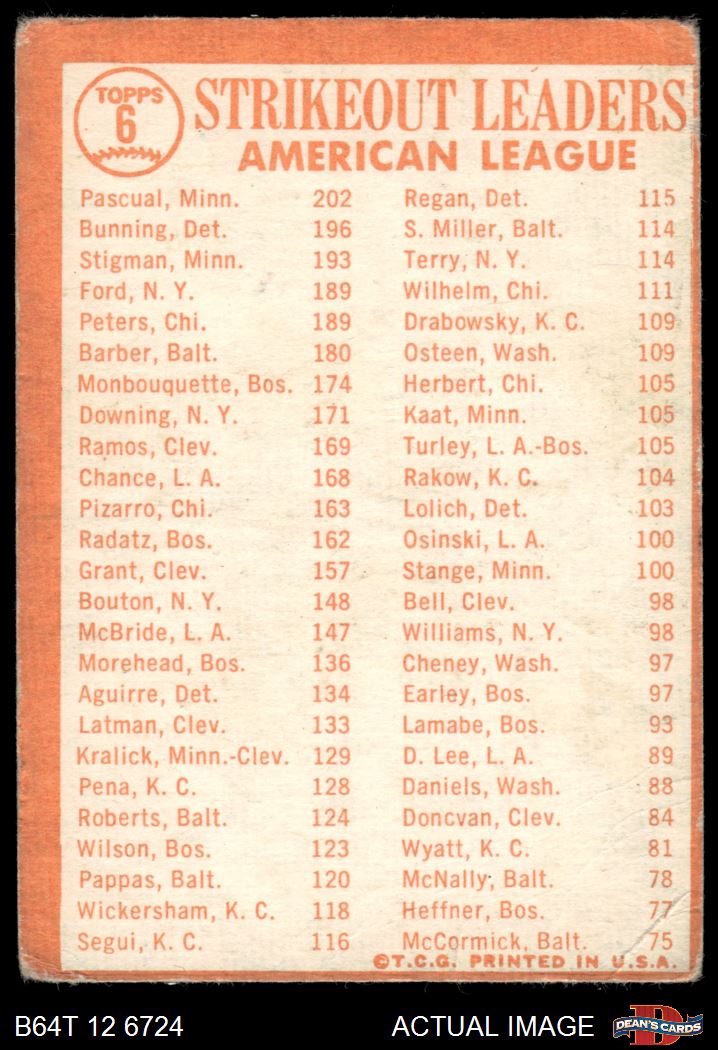 TOPPS
6
STRIKEOUT LEADERS
AMERICAN LEAGUE
Pascual, Minn. 202
Bunning, Det. 196
Stigman, Minn. 193
Ford, N. Y. 189
Peters, Chi. 189
Barber, Balt. 180
Monbouquette, Bos. 174
Downing, N. Y. 171
Ramos, Clev. 169
Chance, L. A. 168
Pizarro, Chi. 163
Radatz, Bos. 162
Grant, Clev. 157
Bouton, N. Y. 148
McBride, L. A. 147
Morehead, Bos. 136
Aguirre, Det. 134
Latman, Clev. 133
Kralick, Minn.-Clev. 129
Pena, K. C. 128
Roberts, Balt. 124
Wilson, Bos. 123
Pappas, Balt. 120
Wickersham, K. C. 118
Segui, K. C. 116
Regan, Det. 115
S. Miller, Balt. 114
Terry, N. Y. 114
Wilhelm, Chi. 111
Drabowsky, K. C. 109
Osteen, Wash. 109
Herbert, Chi. 105
Kaat, Minn. 105
Turley, L. A.-Bos. 105
Rakow, K. C. 104
Lolich, Det. 103
Osinski, L. A. 100
Stange, Minn. 100
Bell, Clev. 98
Williams, N. Y. 98
Cheney, Wash. 97
Earley, Bos. 97
Lamabe, Bos. 93
D. Lee, L. A. 89
Daniels, Wash. 88
Doncvan, Clev. 84
Wyatt, K. C. 81
McNally, Balt. 78
Heffner, Bos. 77
McCormick, Balt. 75
©T.C.G. PRINTED IN U.S.A.
B64T 12 6724
ACTUAL IMAGE
DEAN'S CARDS